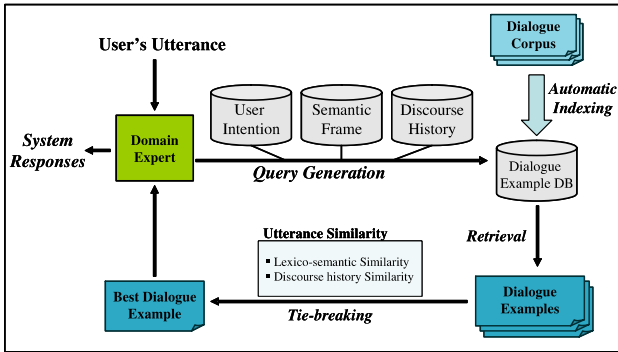 User's Utterance
Dialogue
Corpus
Automatic
Indexing
User
Intention
Semantic
Frame
Discourse
History
System
Responses
Domain
Expert
Query Generation
Dialogue
Example DB
Retrieval
Utterance Similarity
▪ Lexico-semantic Similarity
▪ Discourse history Similarity
Tie-breaking
Best Dialogue
Example
Dialogue
Examples